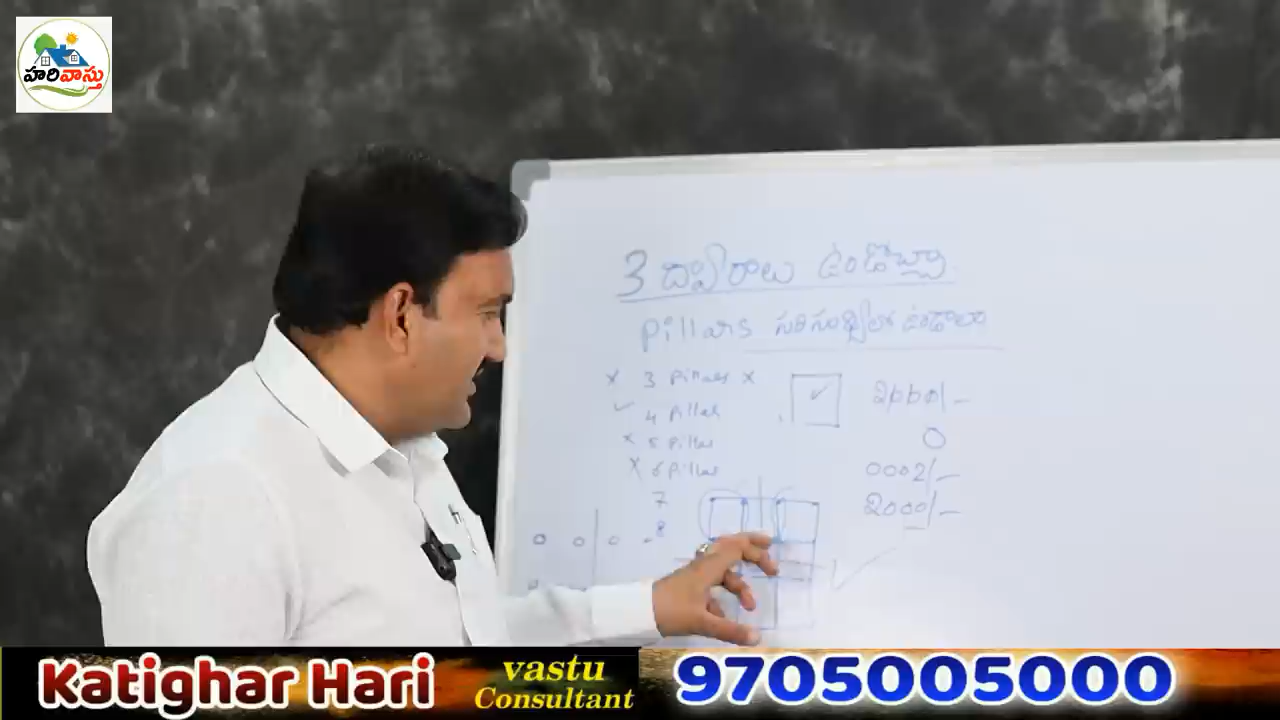 హరివాస్తు
3 ద్వారాలు ఉండొచ్చా
Pillars సరిసంఖ్యలో ఉండాలా
x 3 Pillars x
✓ 4 Pillar
x 5 Pillar
x 6 Pillar
7
8
2000/-
0
0002/-
2000/-
Katighar Hari
vastu
Consultant
9705005000